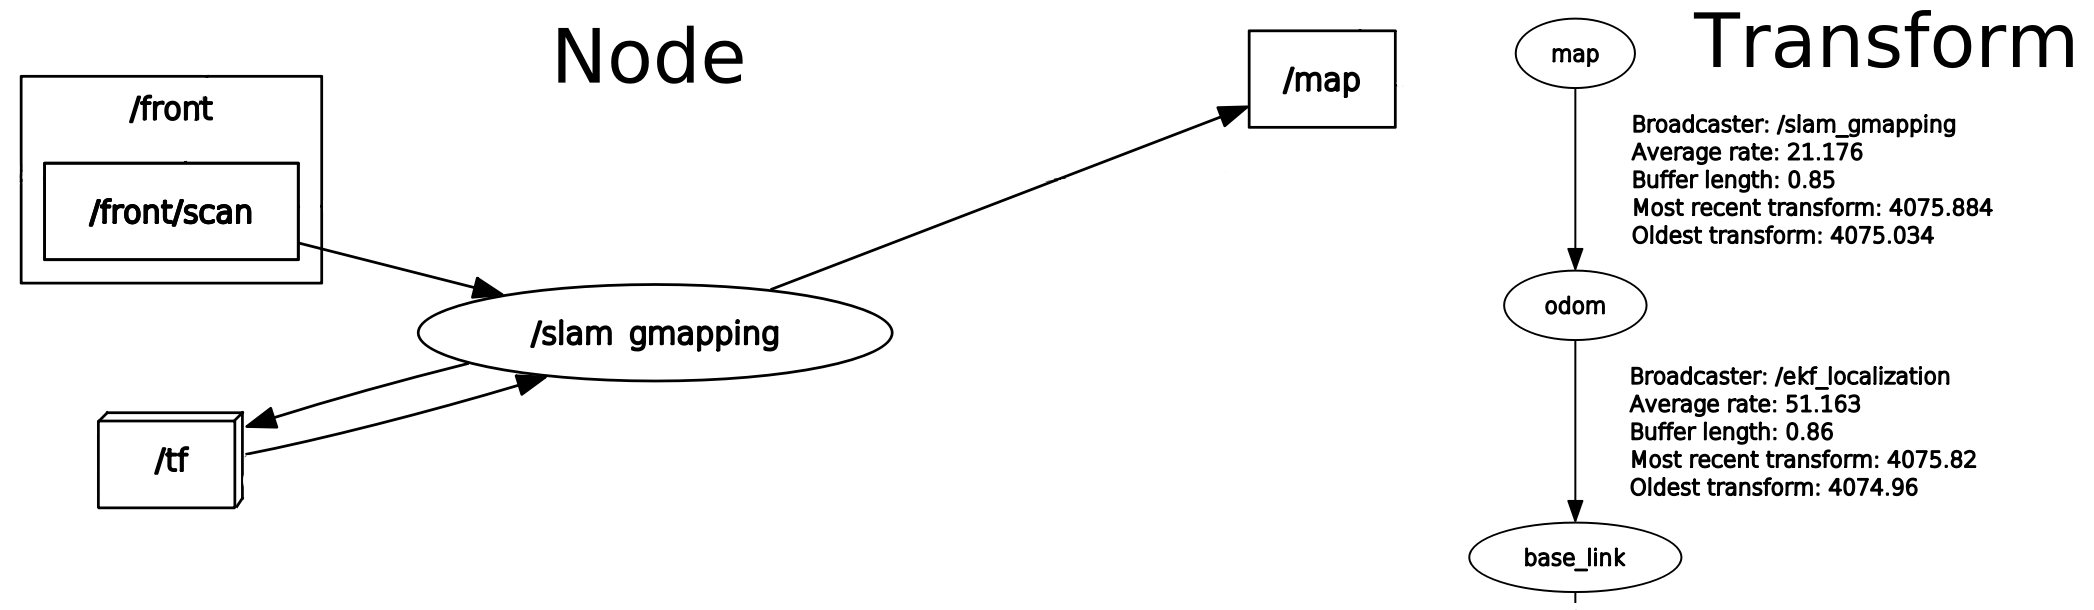 Node
/front
/front/scan
/slam gmapping
/tf
/map
Transform
map
Broadcaster: /slam_gmapping
Average rate: 21.176
Buffer length: 0.85
Most recent transform: 4075.884
Oldest transform: 4075.034
odom
Broadcaster: /ekf_localization
Average rate: 51.163
Buffer length: 0.86
Most recent transform: 4075.82
Oldest transform: 4074.96
base_link